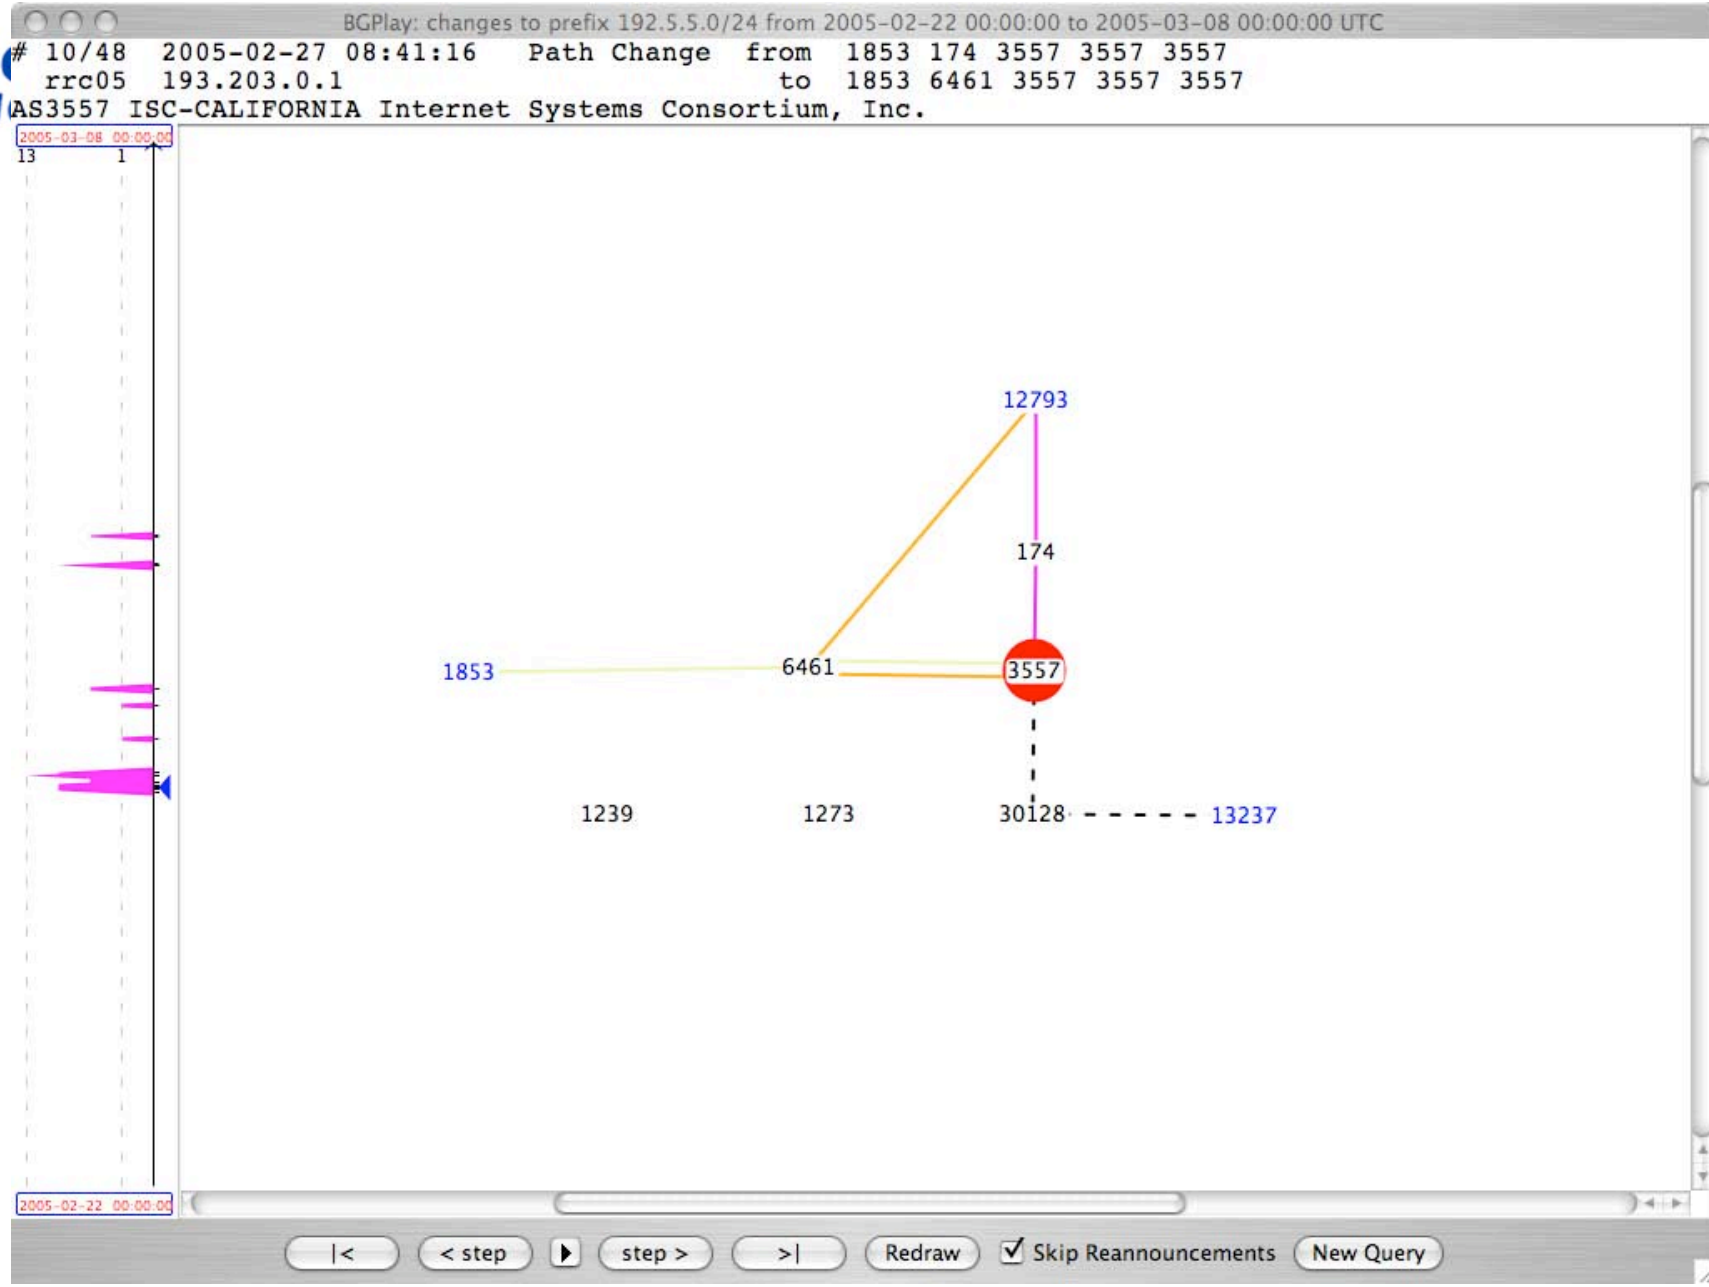 BGPlay: changes to prefix 192.5.5.0/24 from 2005-02-22 00:00:00 to 2005-03-08 00:00:00 UTC
# 10/48 2005-02-27 08:41:16 Path Change from 1853 174 3557 3557 3557
rrc05 193.203.0.1 to 1853 6461 3557 3557 3557
AS3557 ISC-CALIFORNIA Internet Systems Consortium, Inc.
2005-03-08 00:00:00
13 1
12793
174
1853 6461 3557
1239 1273 30128 13237
2005-02-22 00:00:00
|< < step step > >| Redraw Skip Reannouncements New Query